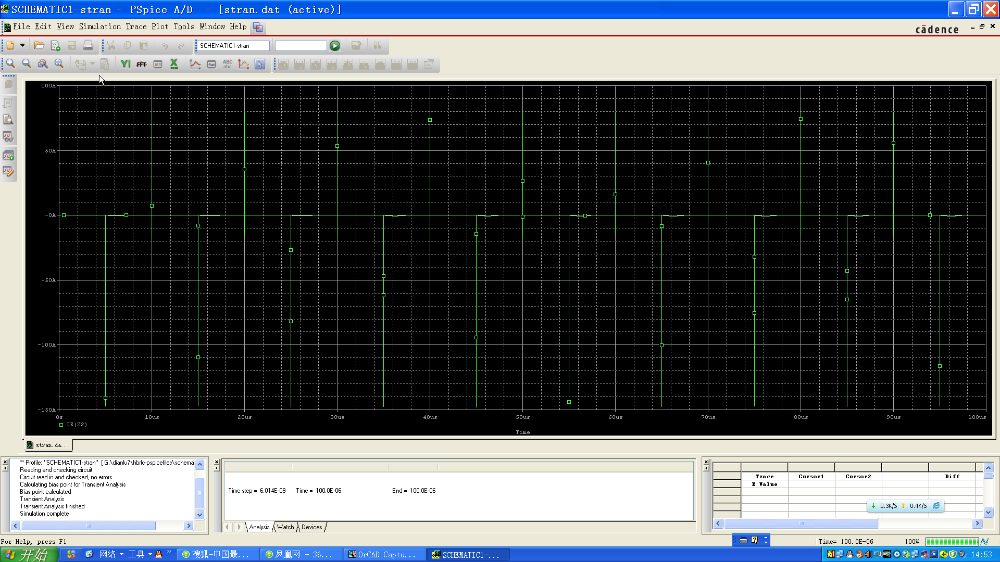 SCHEMATIC1-stran - PSpice A/D - [stran.dat (active)]
File Edit View Simulation Trace Plot Tools Window Help
cādence
SCHEMATIC1-stran
FFT
ABC
abc
100A
50A
-0A
-50A
-100A
-150A
0s 10us 20us 30us 40us 50us 60us 70us 80us 90us 100us
IE(Z2)
Time
stran.da...
** Profile: "SCHEMATIC1-stran" [ G:\dianlu7\hbrlc-pspicefiles\schema
Reading and checking circuit
Circuit read in and checked, no errors
Calculating bias point for Transient Analysis
Bias point calculated
Transient Analysis
Transient Analysis finished
Simulation complete
Time step = 6.014E-09 Time = 100.0E-06 End = 100.0E-06
Analysis Watch Devices
Trace Cursor1 Cursor2 Diff
X Value
0.3K/S 0.4K/S
For Help, press F1
Time= 100.0E-06 100%
开始 网络 工具 搜狐-中国最... 凤凰网 - 36... OrCAD Captu... SCHEMATIC1-... 14:53